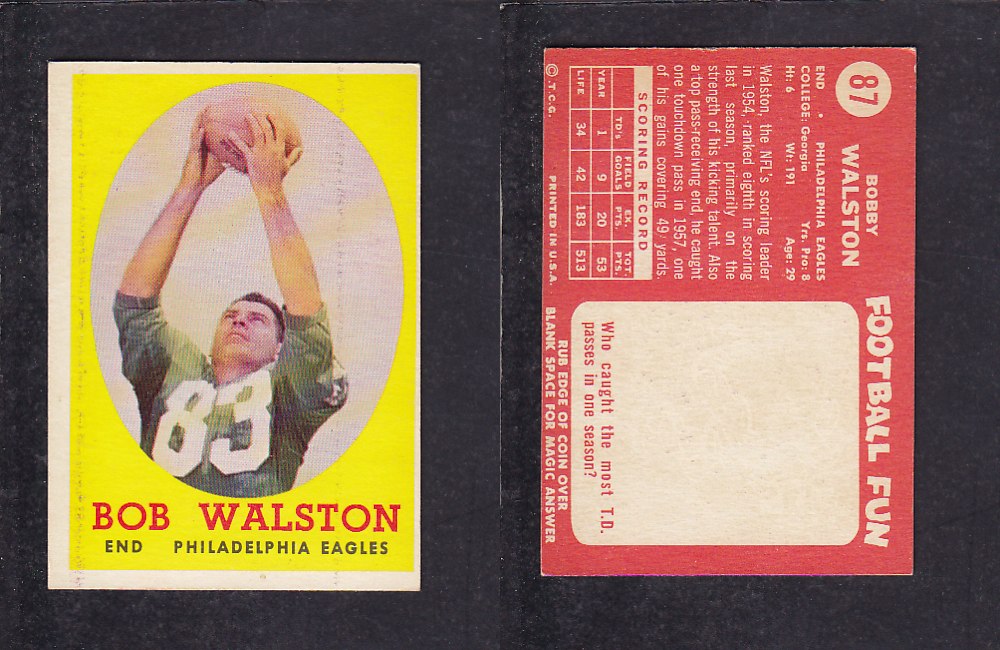 83
BOB WALSTON
END PHILADELPHIA EAGLES
87
BOBBY
WALSTON
END • PHILADELPHIA EAGLES
COLLEGE: Georgia Yrs. Pro: 8
Ht: 6 Wt: 191 Age: 29
Walston, the NFL's scoring leader
in 1954, ranked eighth in scoring
last season, primarily on the
strength of his kicking talent. Also
a top pass-receiving end, he caught
one touchdown pass in 1957, one
of his gains covering 49 yards.
SCORING RECORD
YEAR TD's FIELD GOALS EX. PTS. TOT. PTS.
YEAR 1 9 20 53
LIFE 34 42 183 513
© T.C.G. PRINTED IN U.S.A.
FOOTBALL FUN
Who caught the most T.D.
passes in one season?
RUB EDGE OF COIN OVER
BLANK SPACE FOR MAGIC ANSWER